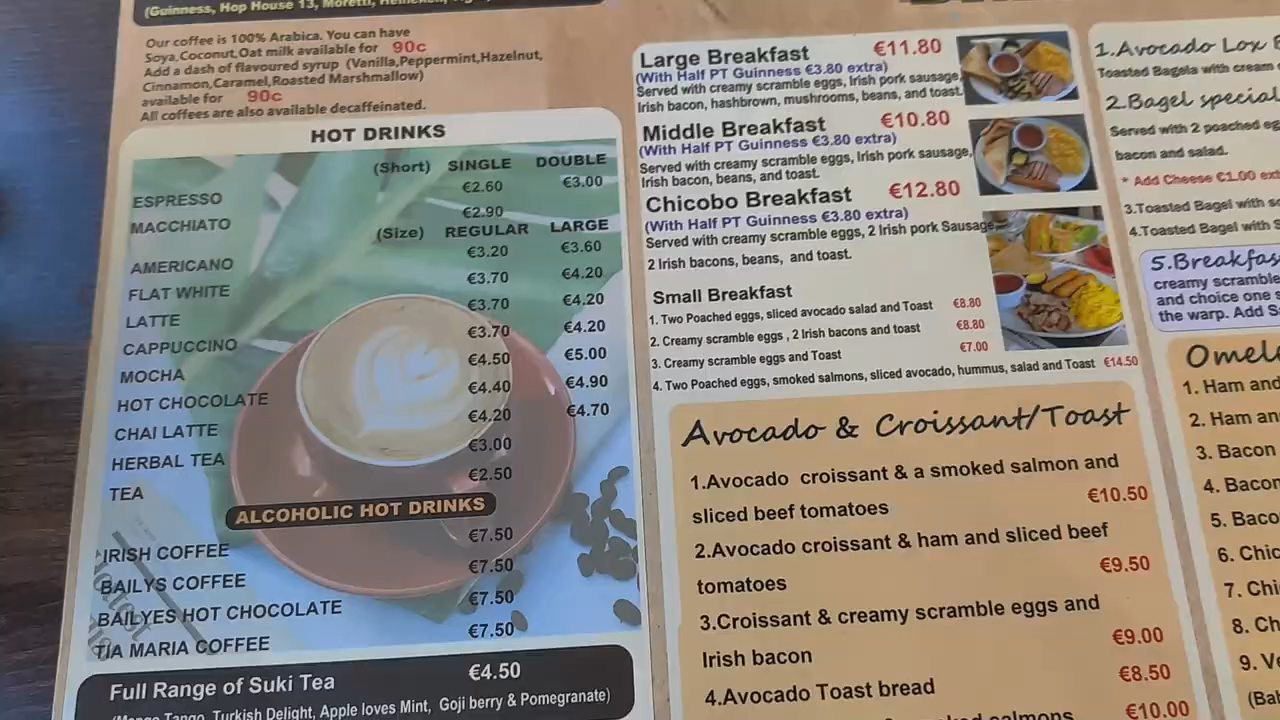 (Guinness, Hop House 13, Moretti, Heineken,
Our coffee is 100% Arabica. You can have
Soya,Coconut,Oat milk available for 90c
Add a dash of flavoured syrup (Vanilla,Peppermint,Hazelnut,
Cinnamon,Caramel,Roasted Marshmallow)
available for 90c
All coffees are also available decaffeinated.
HOT DRINKS
(Short) SINGLE DOUBLE
ESPRESSO €2.60 €3.00
MACCHIATO €2.90
(Size) REGULAR LARGE
AMERICANO €3.20 €3.60
FLAT WHITE €3.70 €4.20
LATTE €3.70 €4.20
CAPPUCCINO €3.70 €4.20
MOCHA €4.50 €5.00
HOT CHOCOLATE €4.40 €4.90
CHAI LATTE €4.20 €4.70
HERBAL TEA €3.00
TEA €2.50
ALCOHOLIC HOT DRINKS
IRISH COFFEE €7.50
BAILYS COFFEE €7.50
BAILYES HOT CHOCOLATE €7.50
TIA MARIA COFFEE €7.50
Full Range of Suki Tea €4.50
(Mango Tango, Turkish Delight, Apple loves Mint, Goji berry & Pomegranate)
Large Breakfast €11.80
(With Half PT Guinness €3.80 extra)
Served with creamy scramble eggs, Irish pork sausage,
Irish bacon, hashbrown, mushrooms, beans, and toast.
Middle Breakfast €10.80
(With Half PT Guinness €3.80 extra)
Served with creamy scramble eggs, Irish pork sausage,
Irish bacon, beans, and toast.
Chicobo Breakfast €12.80
(With Half PT Guinness €3.80 extra)
Served with creamy scramble eggs, 2 Irish pork Sausage,
2 Irish bacons, beans, and toast.
Small Breakfast
1. Two Poached eggs, sliced avocado salad and Toast €8.80
2. Creamy scramble eggs , 2 Irish bacons and toast €8.80
3. Creamy scramble eggs and Toast €7.00
4. Two Poached eggs, smoked salmons, sliced avocado, hummus, salad and Toast €14.50
Avocado & Croissant/Toast
1.Avocado croissant & a smoked salmon and
sliced beef tomatoes €10.50
2.Avocado croissant & ham and sliced beef
tomatoes €9.50
3.Croissant & creamy scramble eggs and
Irish bacon €9.00
4.Avocado Toast bread €8.50
salmons €10.00
1.Avocado Lox
Toasted Bagels with cream
2.Bagel special
Served with 2 poached
bacon and salad.
* Add Cheese €1.00
3.Toasted Bagel with
4.Toasted Bagel with
5.Breakfas
creamy scramble
and choice one
the warp. Add
Omel
1. Ham and
2. Ham an
3. Bacon
4. Bacon
5. Baco
6. Chic
7. Chi
8. Ch
9. Ve
(Ba